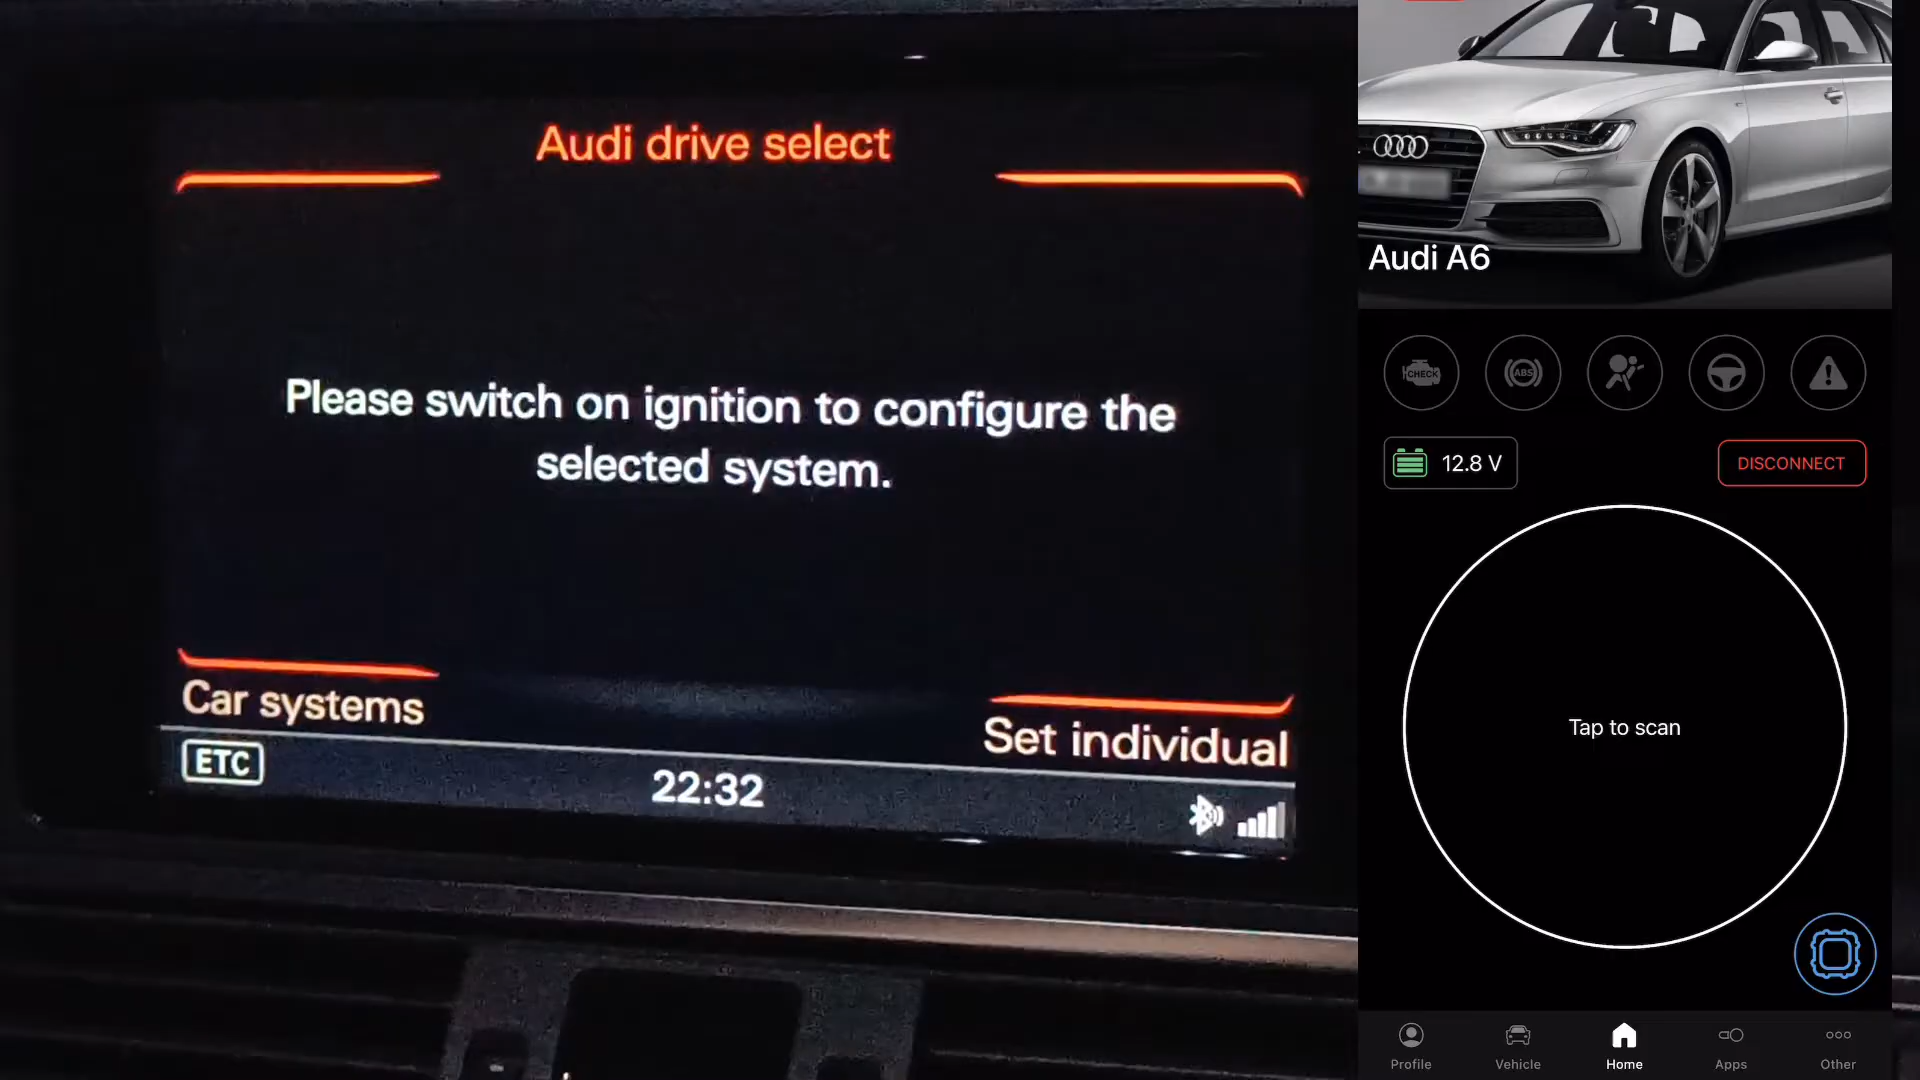 Audi drive select
Please switch on ignition to configure the
selected system.
Car systems
Set individual
ETC
22:32
Audi A6
CHECK
ABS
12.8 V
DISCONNECT
Tap to scan
Profile
Vehicle
Home
Apps
Other